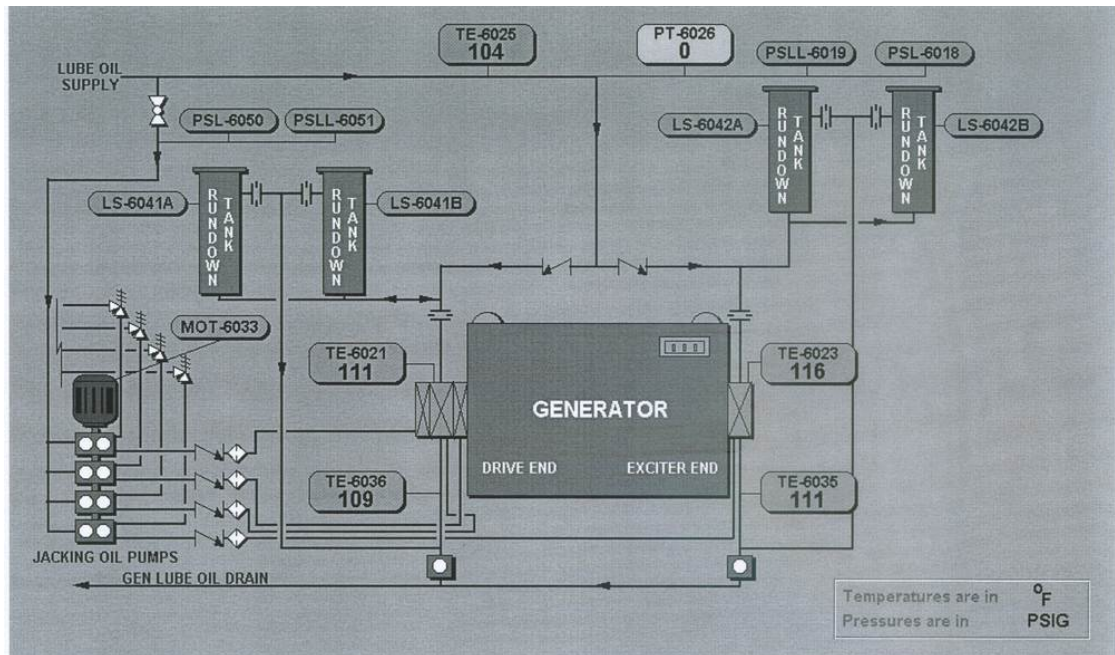 TE-6025
104
PT-6026
0
PSLL-6019
PSL-6018
LUBE OIL
SUPPLY
PSL-6050
PSLL-6051
LS-6042A
RUNDOWN
TANK
RUNDOWN
TANK
LS-6042B
LS-6041A
RUNDOWN
TANK
RUNDOWN
TANK
LS-6041B
MOT-6033
TE-6021
111
TE-6023
116
GENERATOR
DRIVE END
EXCITER END
TE-6036
109
TE-6035
111
JACKING OIL PUMPS
GEN LUBE OIL DRAIN
Temperatures are in °F
Pressures are in PSIG